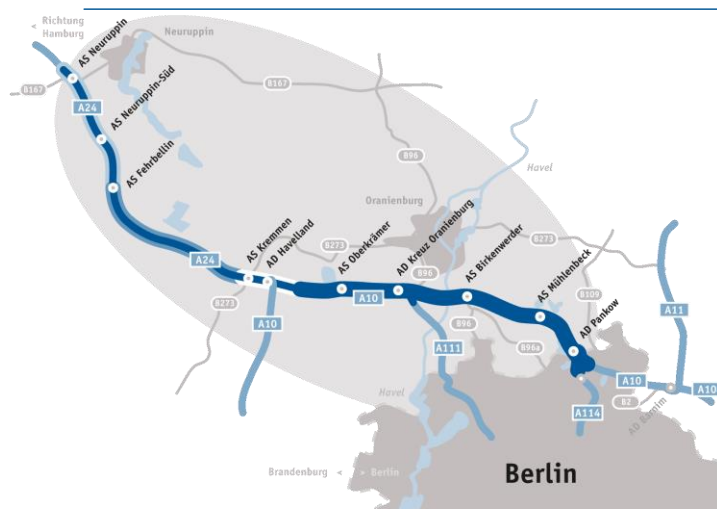 Richtung
Hamburg
AS Neuruppin
Neuruppin
B167
B167
A24
AS Neuruppin-Süd
AS Fehrbellin
B96
Havel
Oranienburg
AS Kremmen
AD Havelland
B273
AS Oberkrämer
AD Kreuz Oranienburg
B96
AS Birkenwerder
B273
AS Mühlenbeck
A24
B273
A10
A10
B109
AD Pankow
A11
A111
B96
B96a
A10
A10
Havel
A114
B2
AD Barnim
Brandenburg
Berlin
Berlin